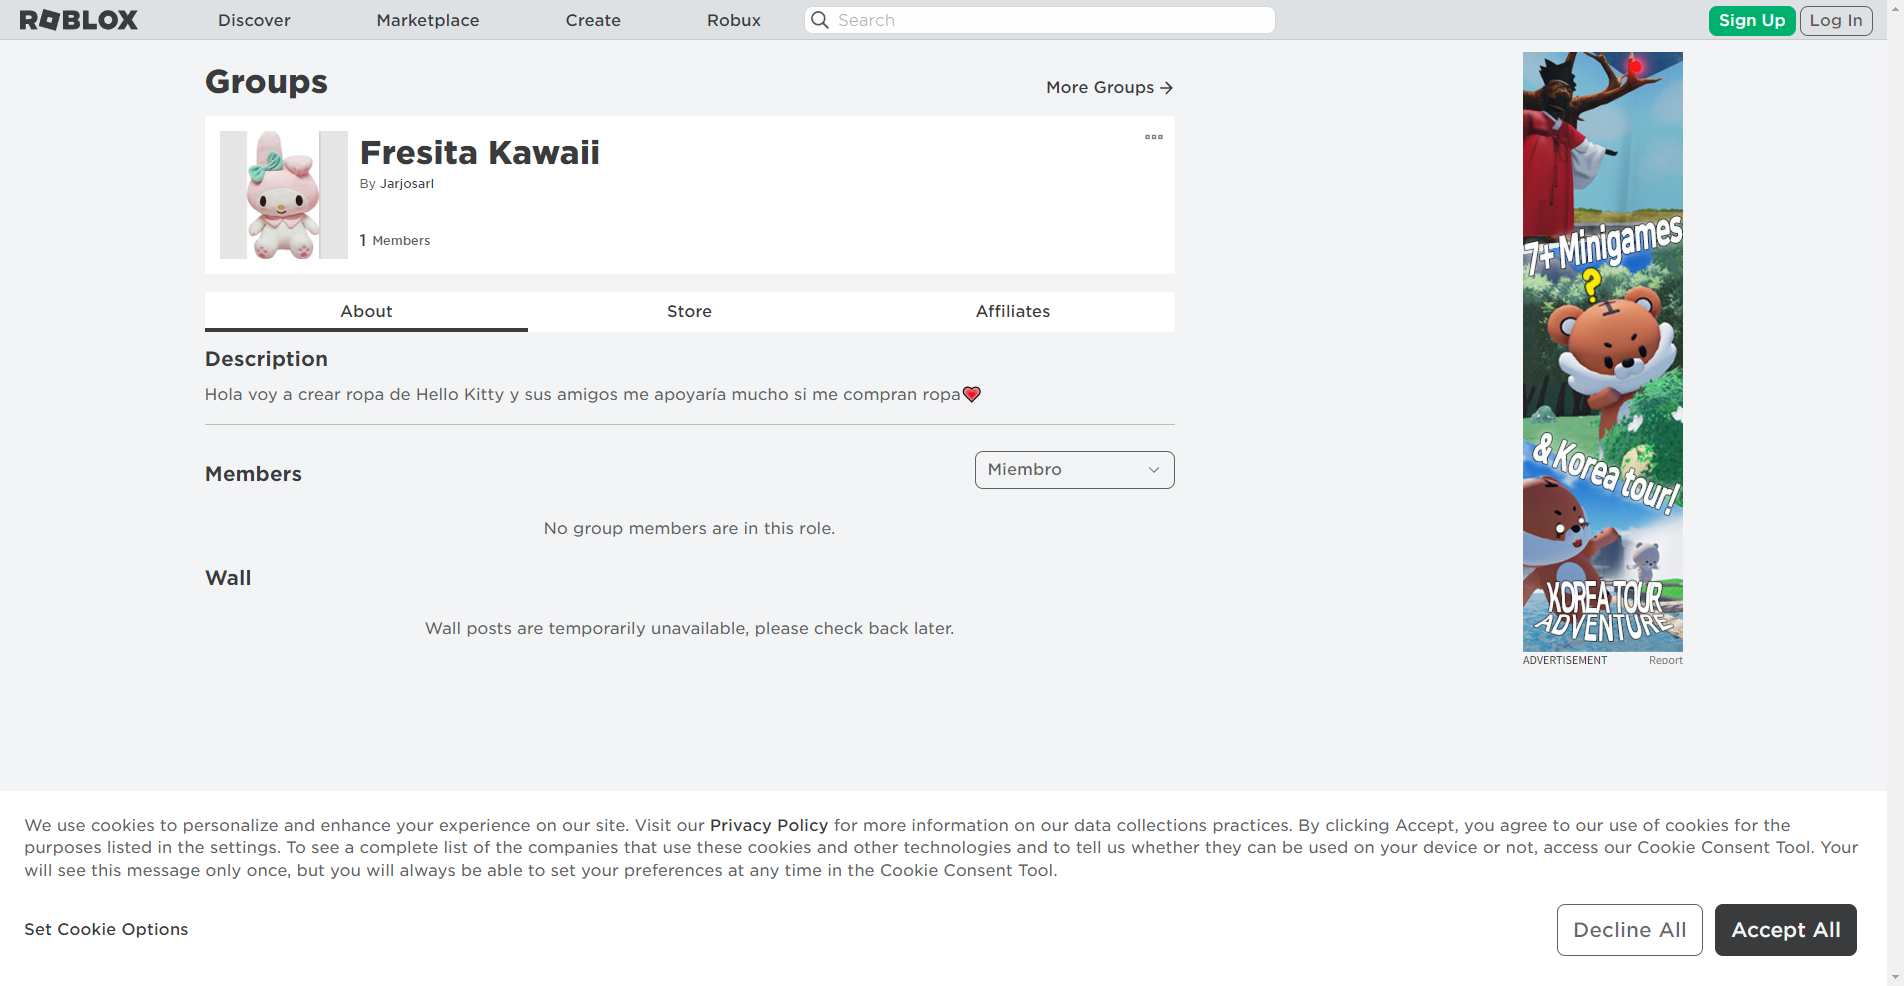 ROBLOX
Discover
Marketplace
Create
Robux
Search
Sign Up
Log In
Groups
More Groups →
Fresita Kawaii
By Jarjosarl
1 Members
About
Store
Affiliates
Description
Hola voy a crear ropa de Hello Kitty y sus amigos me apoyaría mucho si me compran ropa💗
Members
Miembro
No group members are in this role.
Wall
Wall posts are temporarily unavailable, please check back later.
7+ Minigames
?
& Korea tour!
KOREA TOUR
ADVENTURE
ADVERTISEMENT
Report
We use cookies to personalize and enhance your experience on our site. Visit our Privacy Policy for more information on our data collections practices. By clicking Accept, you agree to our use of cookies for the
purposes listed in the settings. To see a complete list of the companies that use these cookies and other technologies and to tell us whether they can be used on your device or not, access our Cookie Consent Tool. Your
will see this message only once, but you will always be able to set your preferences at any time in the Cookie Consent Tool.
Set Cookie Options
Decline All
Accept All